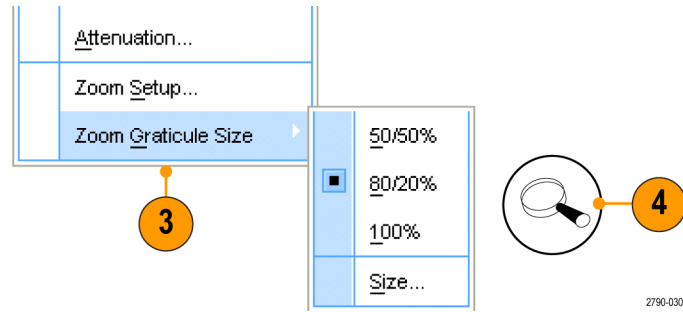 Attenuation...
Zoom Setup...
Zoom Graticule Size
50/50%
80/20%
100%
Size...
3
4
2790-030